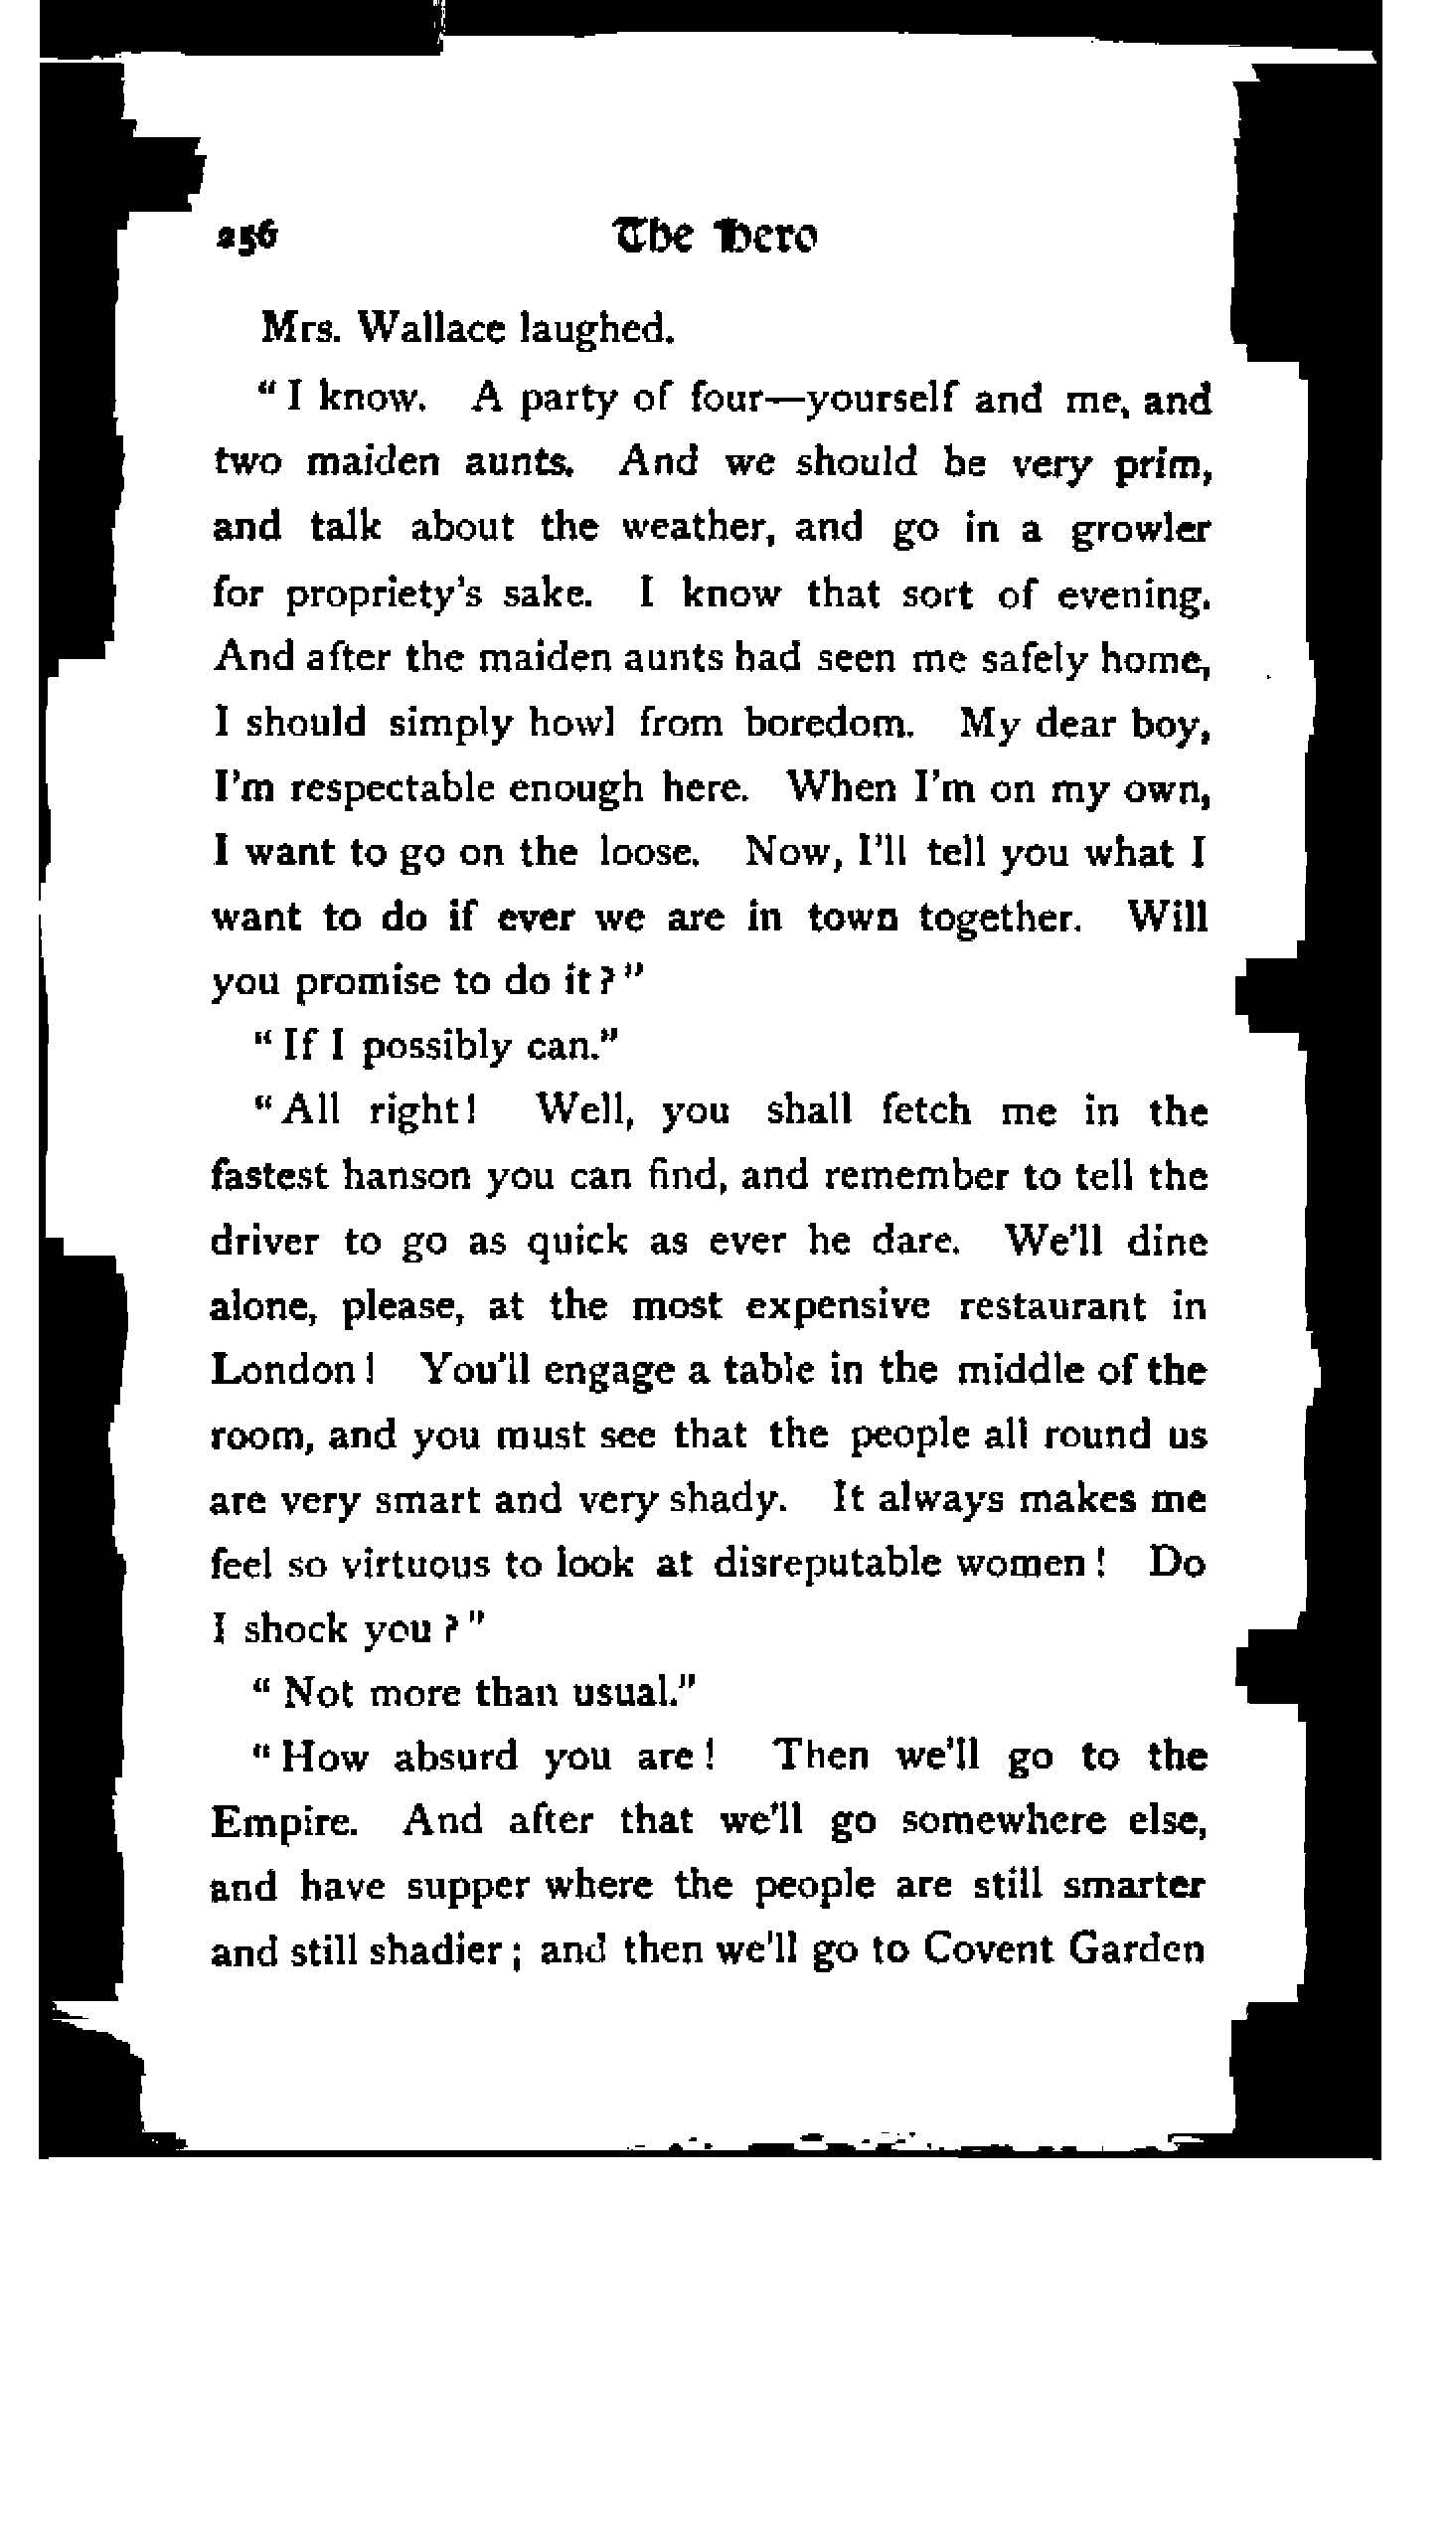 256 The Hero
Mrs. Wallace laughed.
“I know. A party of four—yourself and me, and
two maiden aunts. And we should be very prim,
and talk about the weather, and go in a growler
for propriety's sake. I know that sort of evening.
And after the maiden aunts had seen me safely home,
I should simply howl from boredom. My dear boy,
I'm respectable enough here. When I'm on my own,
I want to go on the loose. Now, I'll tell you what I
want to do if ever we are in town together. Will
you promise to do it?”
“If I possibly can.”
“All right! Well, you shall fetch me in the
fastest hanson you can find, and remember to tell the
driver to go as quick as ever he dare. We'll dine
alone, please, at the most expensive restaurant in
London! You'll engage a table in the middle of the
room, and you must see that the people all round us
are very smart and very shady. It always makes me
feel so virtuous to look at disreputable women! Do
I shock you?”
“Not more than usual.”
“How absurd you are! Then we'll go to the
Empire. And after that we'll go somewhere else,
and have supper where the people are still smarter
and still shadier; and then we'll go to Covent Garden